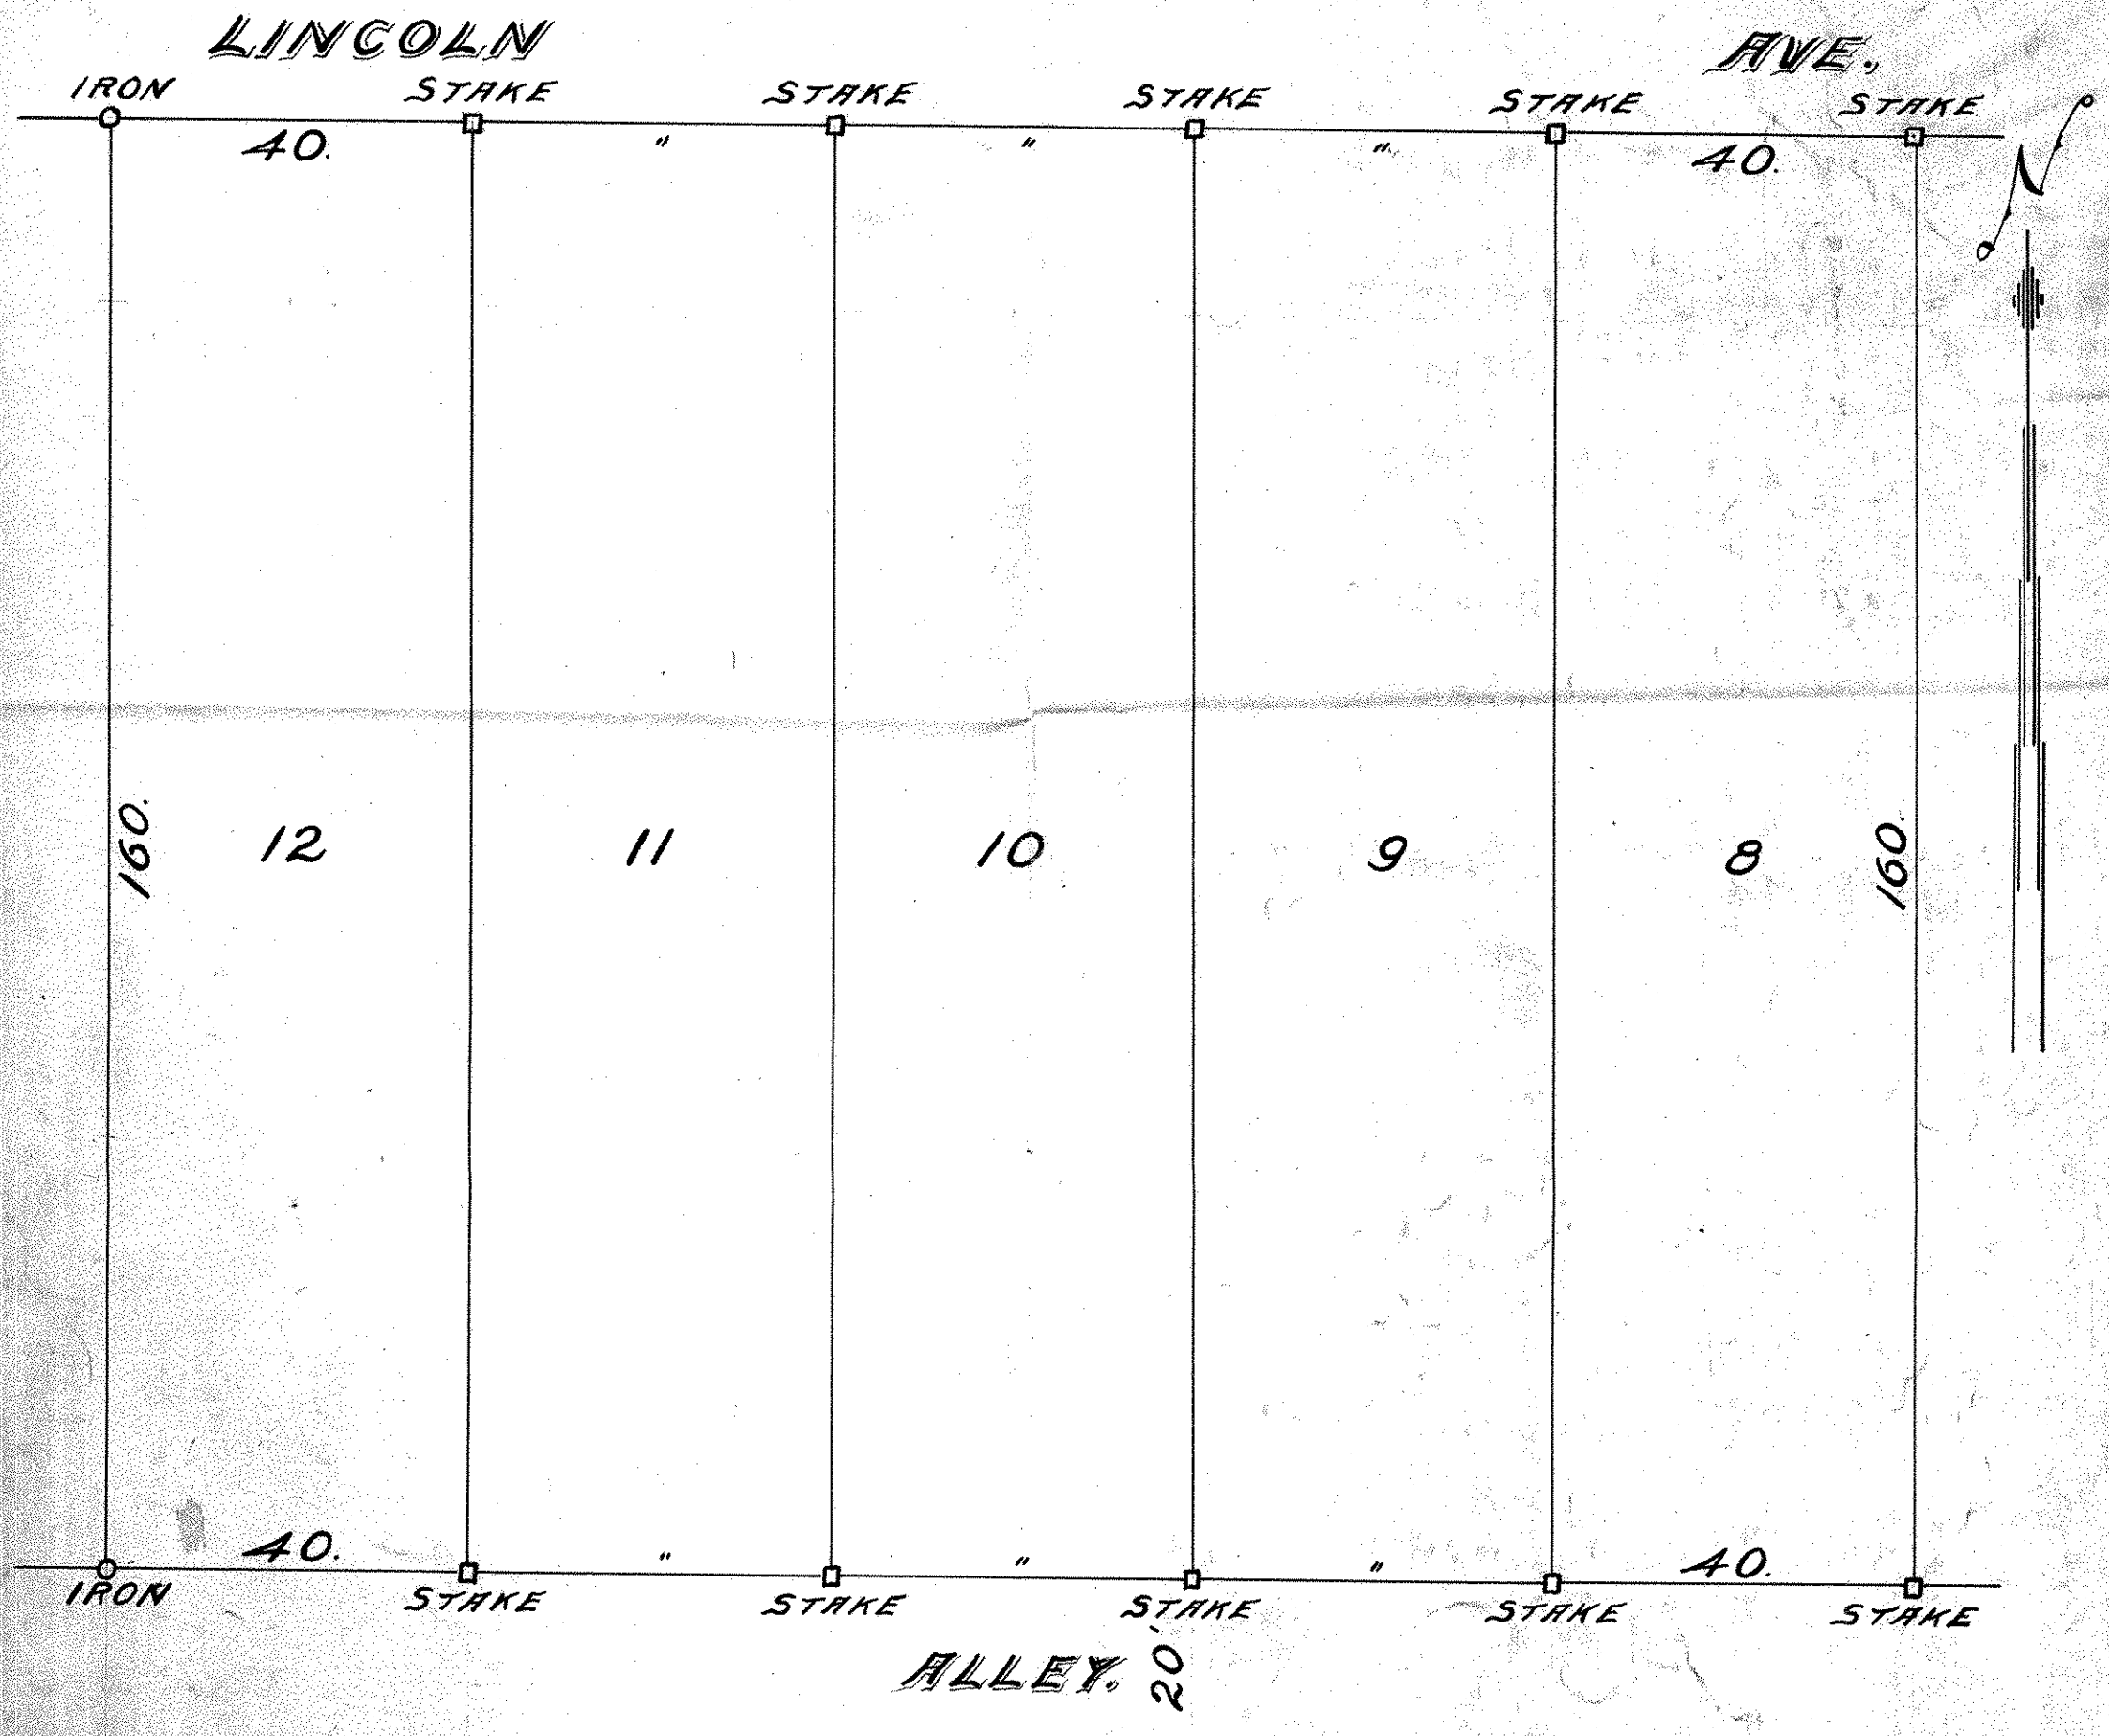 LINCOLN AVE.,
IRON STAKE STAKE STAKE STAKE STAKE
40. " " " 40.
N
160. 12 11 10 9 8 160.
40. " " " 40.
IRON STAKE STAKE STAKE STAKE STAKE
ALLEY. 20'